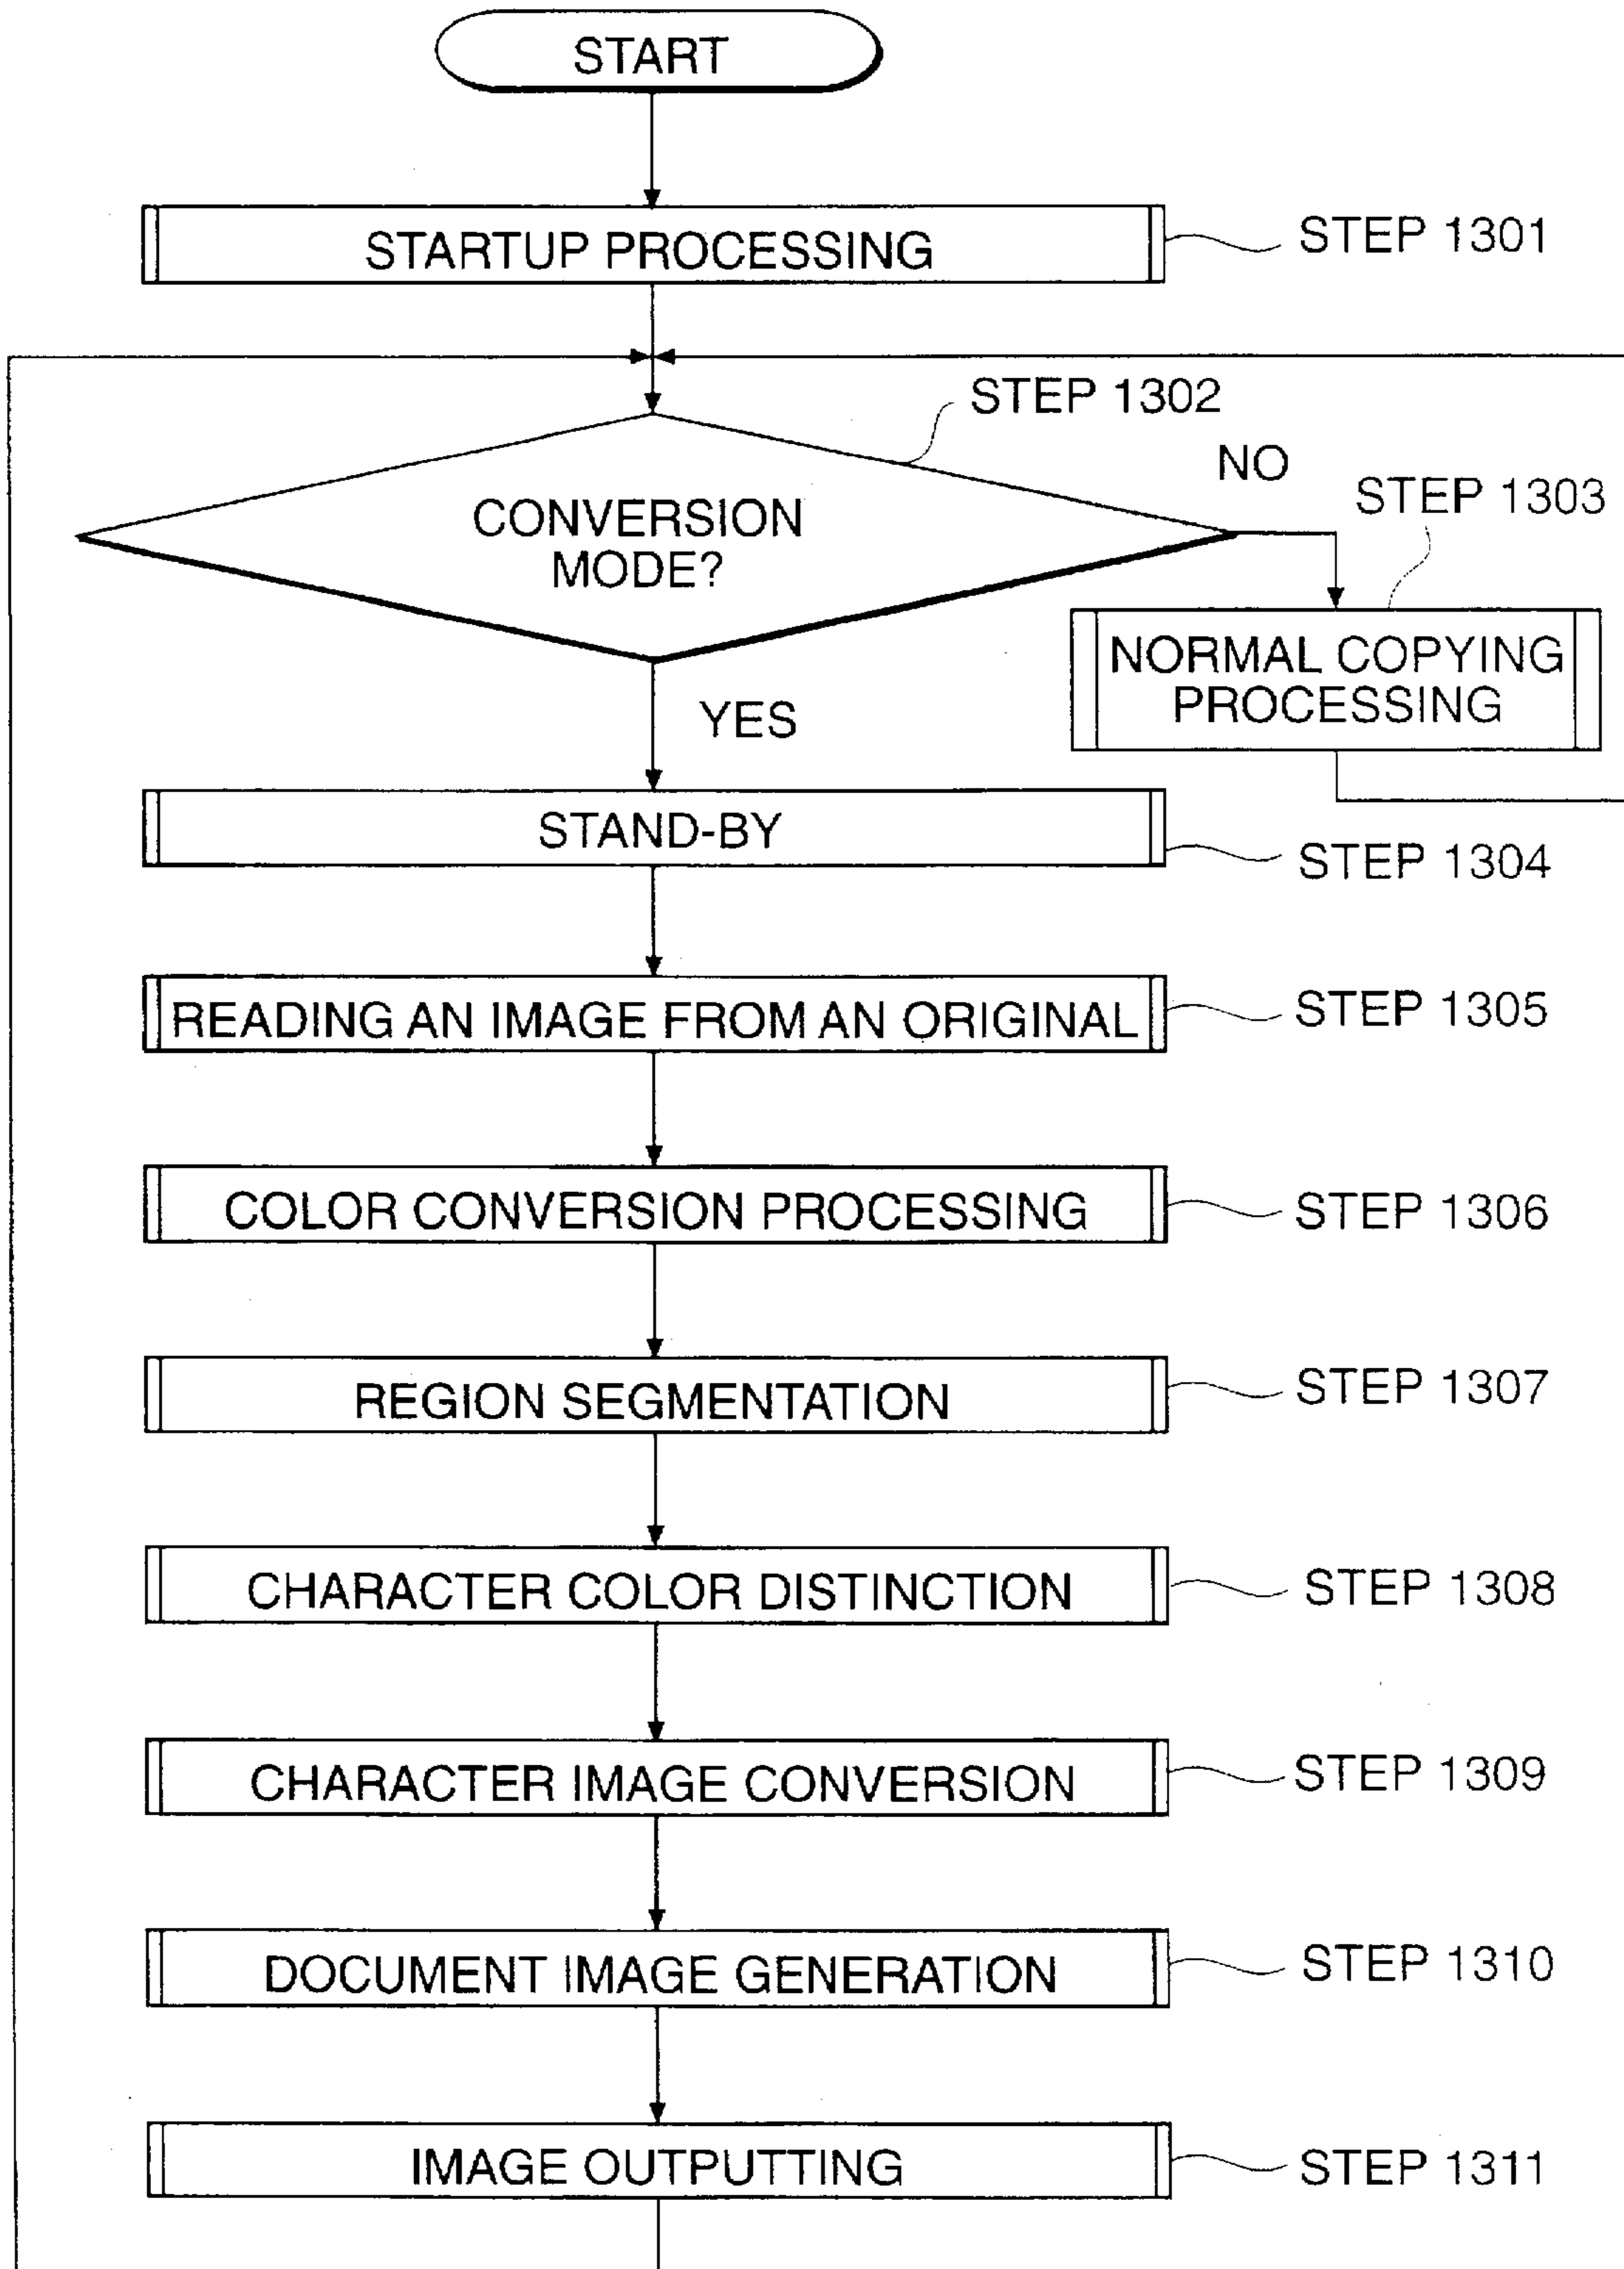 START
STARTUP PROCESSING
STEP 1301
STEP 1302
CONVERSION
MODE?
NO
STEP 1303
NORMAL COPYING
PROCESSING
YES
STAND-BY
STEP 1304
READING AN IMAGE FROM AN ORIGINAL
STEP 1305
COLOR CONVERSION PROCESSING
STEP 1306
REGION SEGMENTATION
STEP 1307
CHARACTER COLOR DISTINCTION
STEP 1308
CHARACTER IMAGE CONVERSION
STEP 1309
DOCUMENT IMAGE GENERATION
STEP 1310
IMAGE OUTPUTTING
STEP 1311